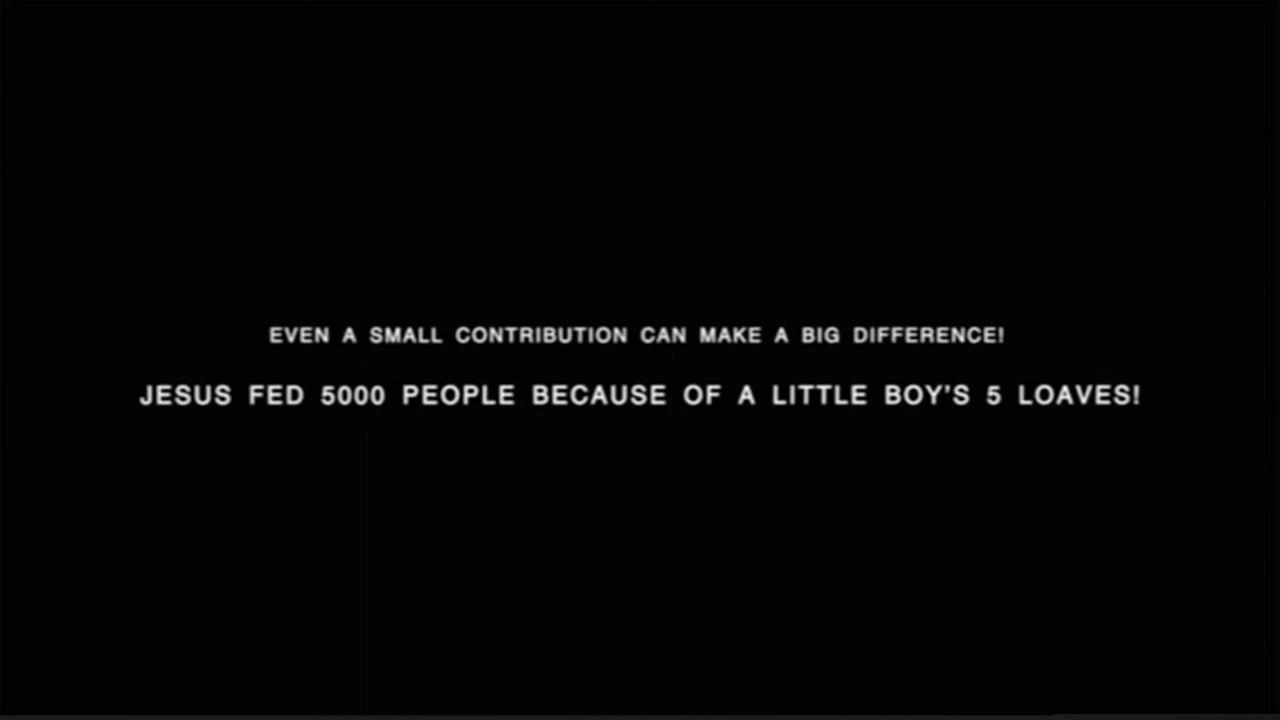 EVEN A SMALL CONTRIBUTION CAN MAKE A BIG DIFFERENCE!
JESUS FED 5000 PEOPLE BECAUSE OF A LITTLE BOY'S 5 LOAVES!